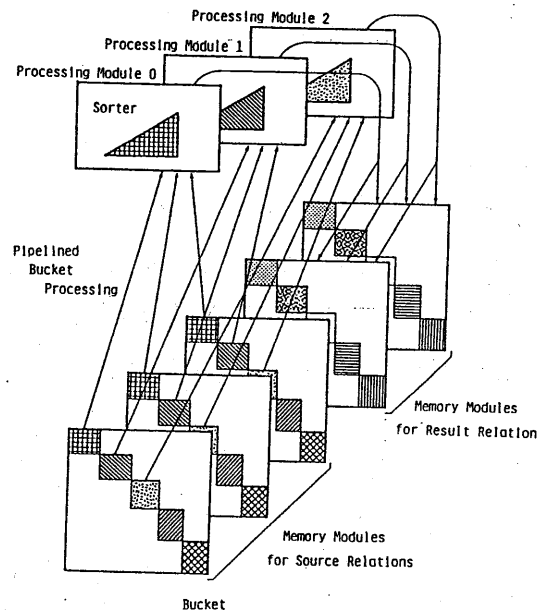 Processing Module 2
Processing Module 1
Processing Module 0
Sorter
Pipelined
Bucket
Processing
Memory Modules
for Result Relation
Memory Modules
for Source Relations
Bucket